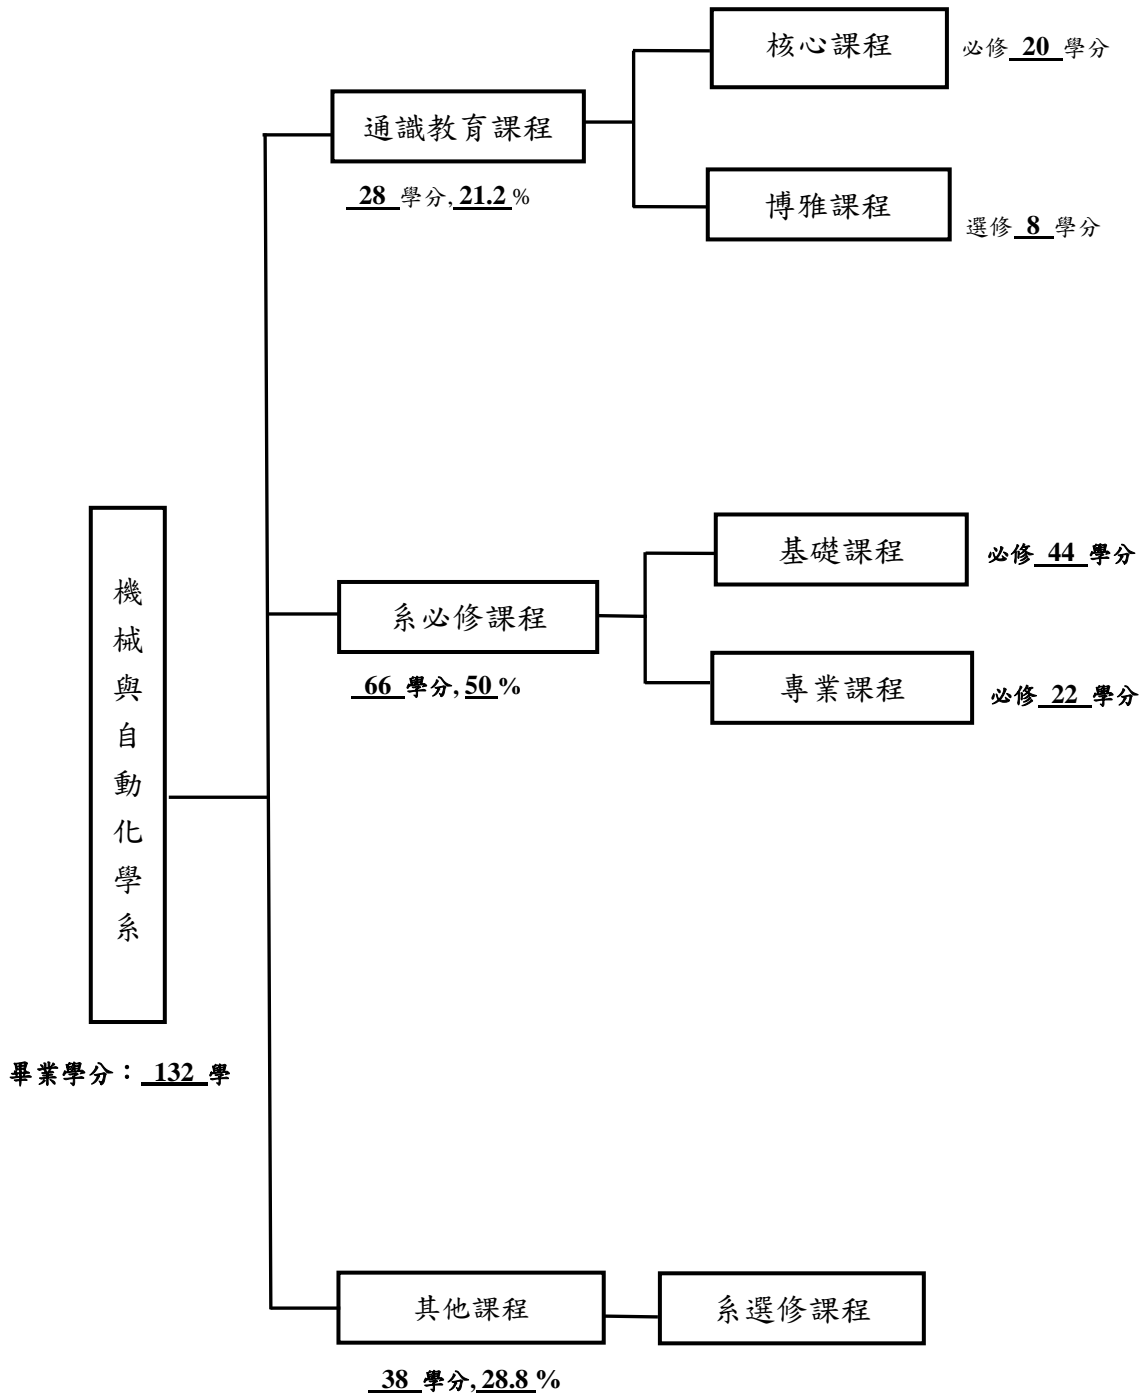 核心課程
必修 20 學分
通識教育課程
28 學分, 21.2 %
博雅課程
選修 8 學分
機械與自動化學系
畢業學分： 132 學
基礎課程
必修 44 學分
系必修課程
66 學分, 50 %
專業課程
必修 22 學分
其他課程
系選修課程
38 學分, 28.8 %